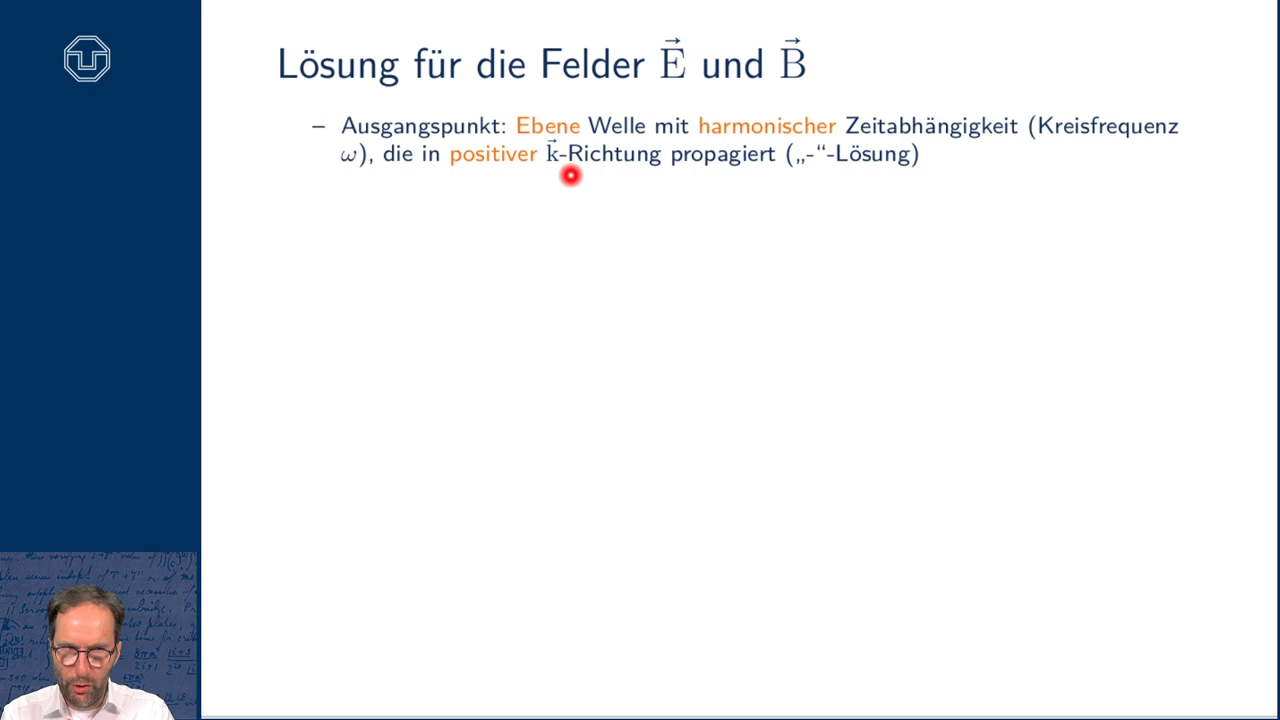 Lösung für die Felder E⃗ und B⃗
– Ausgangspunkt: Ebene Welle mit harmonischer Zeitabhängigkeit (Kreisfrequenz
ω), die in positiver k⃗-Richtung propagiert („-“-Lösung)